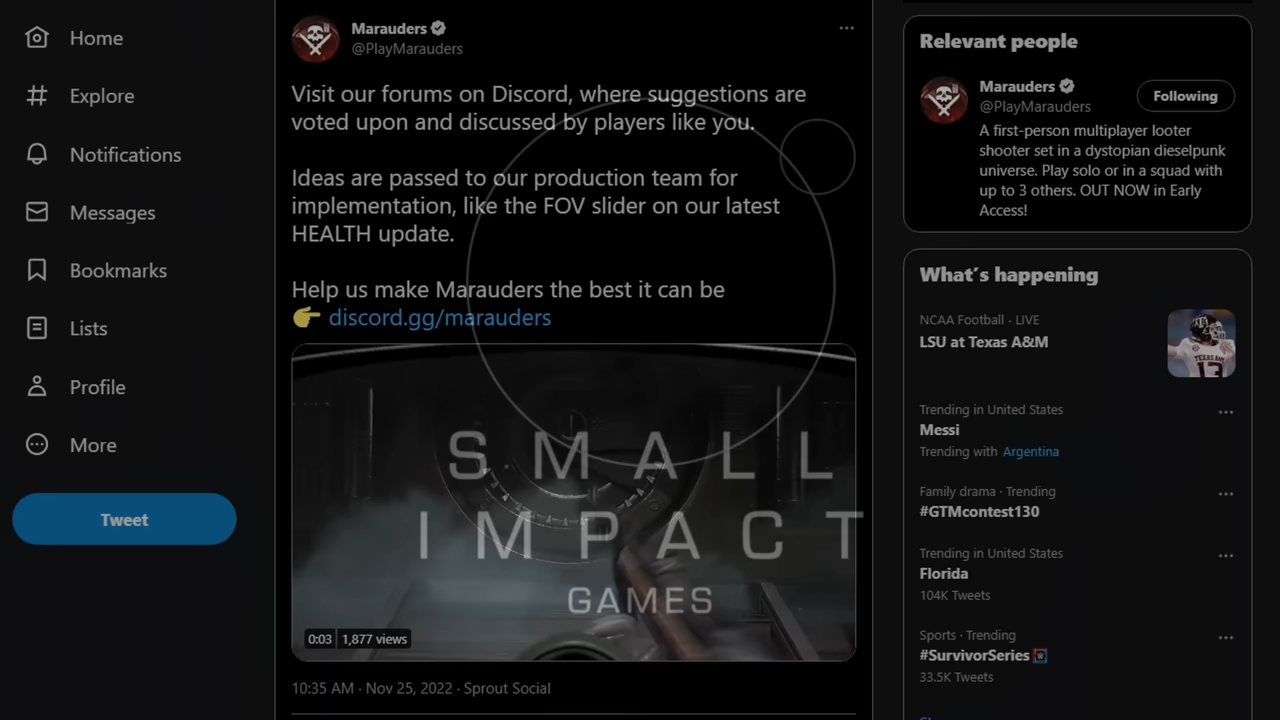 Home
Explore
Notifications
Messages
Bookmarks
Lists
Profile
More
Tweet
Marauders
@PlayMarauders
Visit our forums on Discord, where suggestions are
voted upon and discussed by players like you.
Ideas are passed to our production team for
implementation, like the FOV slider on our latest
HEALTH update.
Help us make Marauders the best it can be
👉 discord.gg/marauders
SMALL
IMPACT
GAMES
0:03 1,877 views
10:35 AM · Nov 25, 2022 · Sprout Social
Relevant people
Marauders
@PlayMarauders
Following
A first-person multiplayer looter
shooter set in a dystopian dieselpunk
universe. Play solo or in a squad with
up to 3 others. OUT NOW in Early
Access!
What's happening
NCAA Football · LIVE
LSU at Texas A&M
TEXAS A&M
13
Trending in United States
Messi
Trending with Argentina
Family drama · Trending
#GTMcontest130
Trending in United States
Florida
104K Tweets
Sports · Trending
#SurvivorSeries
33.5K Tweets